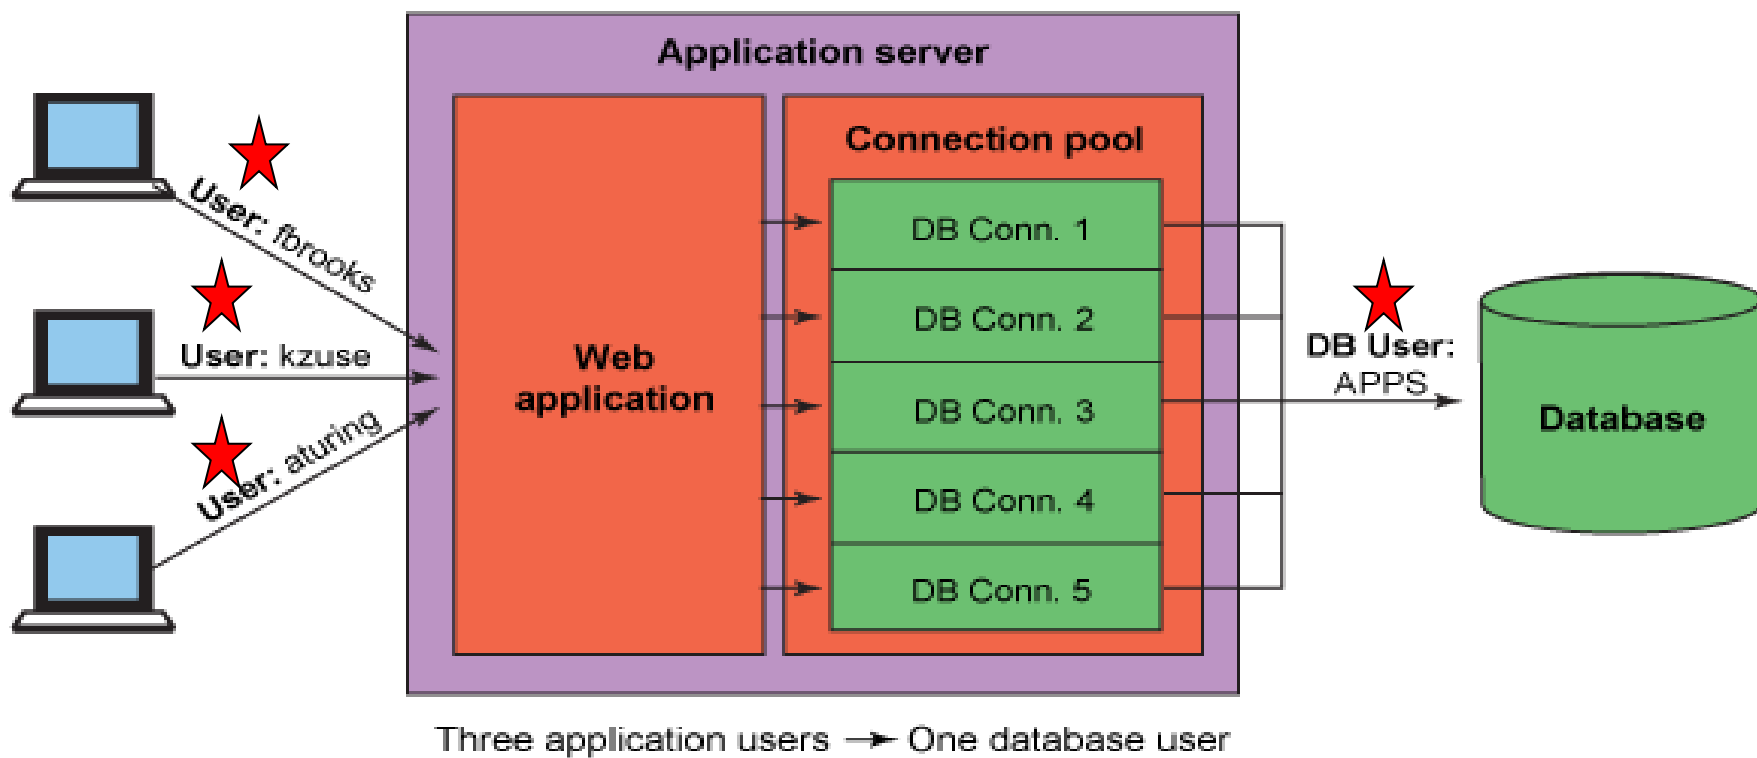 Application server
Connection pool
User: fbrooks
User: kzuse
User: aturing
Web
application
DB Conn. 1
DB Conn. 2
DB Conn. 3
DB Conn. 4
DB Conn. 5
DB User:
APPS
Database
Three application users → One database user